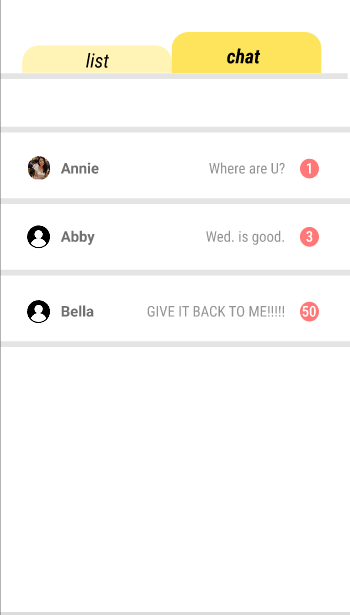 list
chat
Annie Where are U? 1
Abby Wed. is good. 3
Bella GIVE IT BACK TO ME!!!!! 50